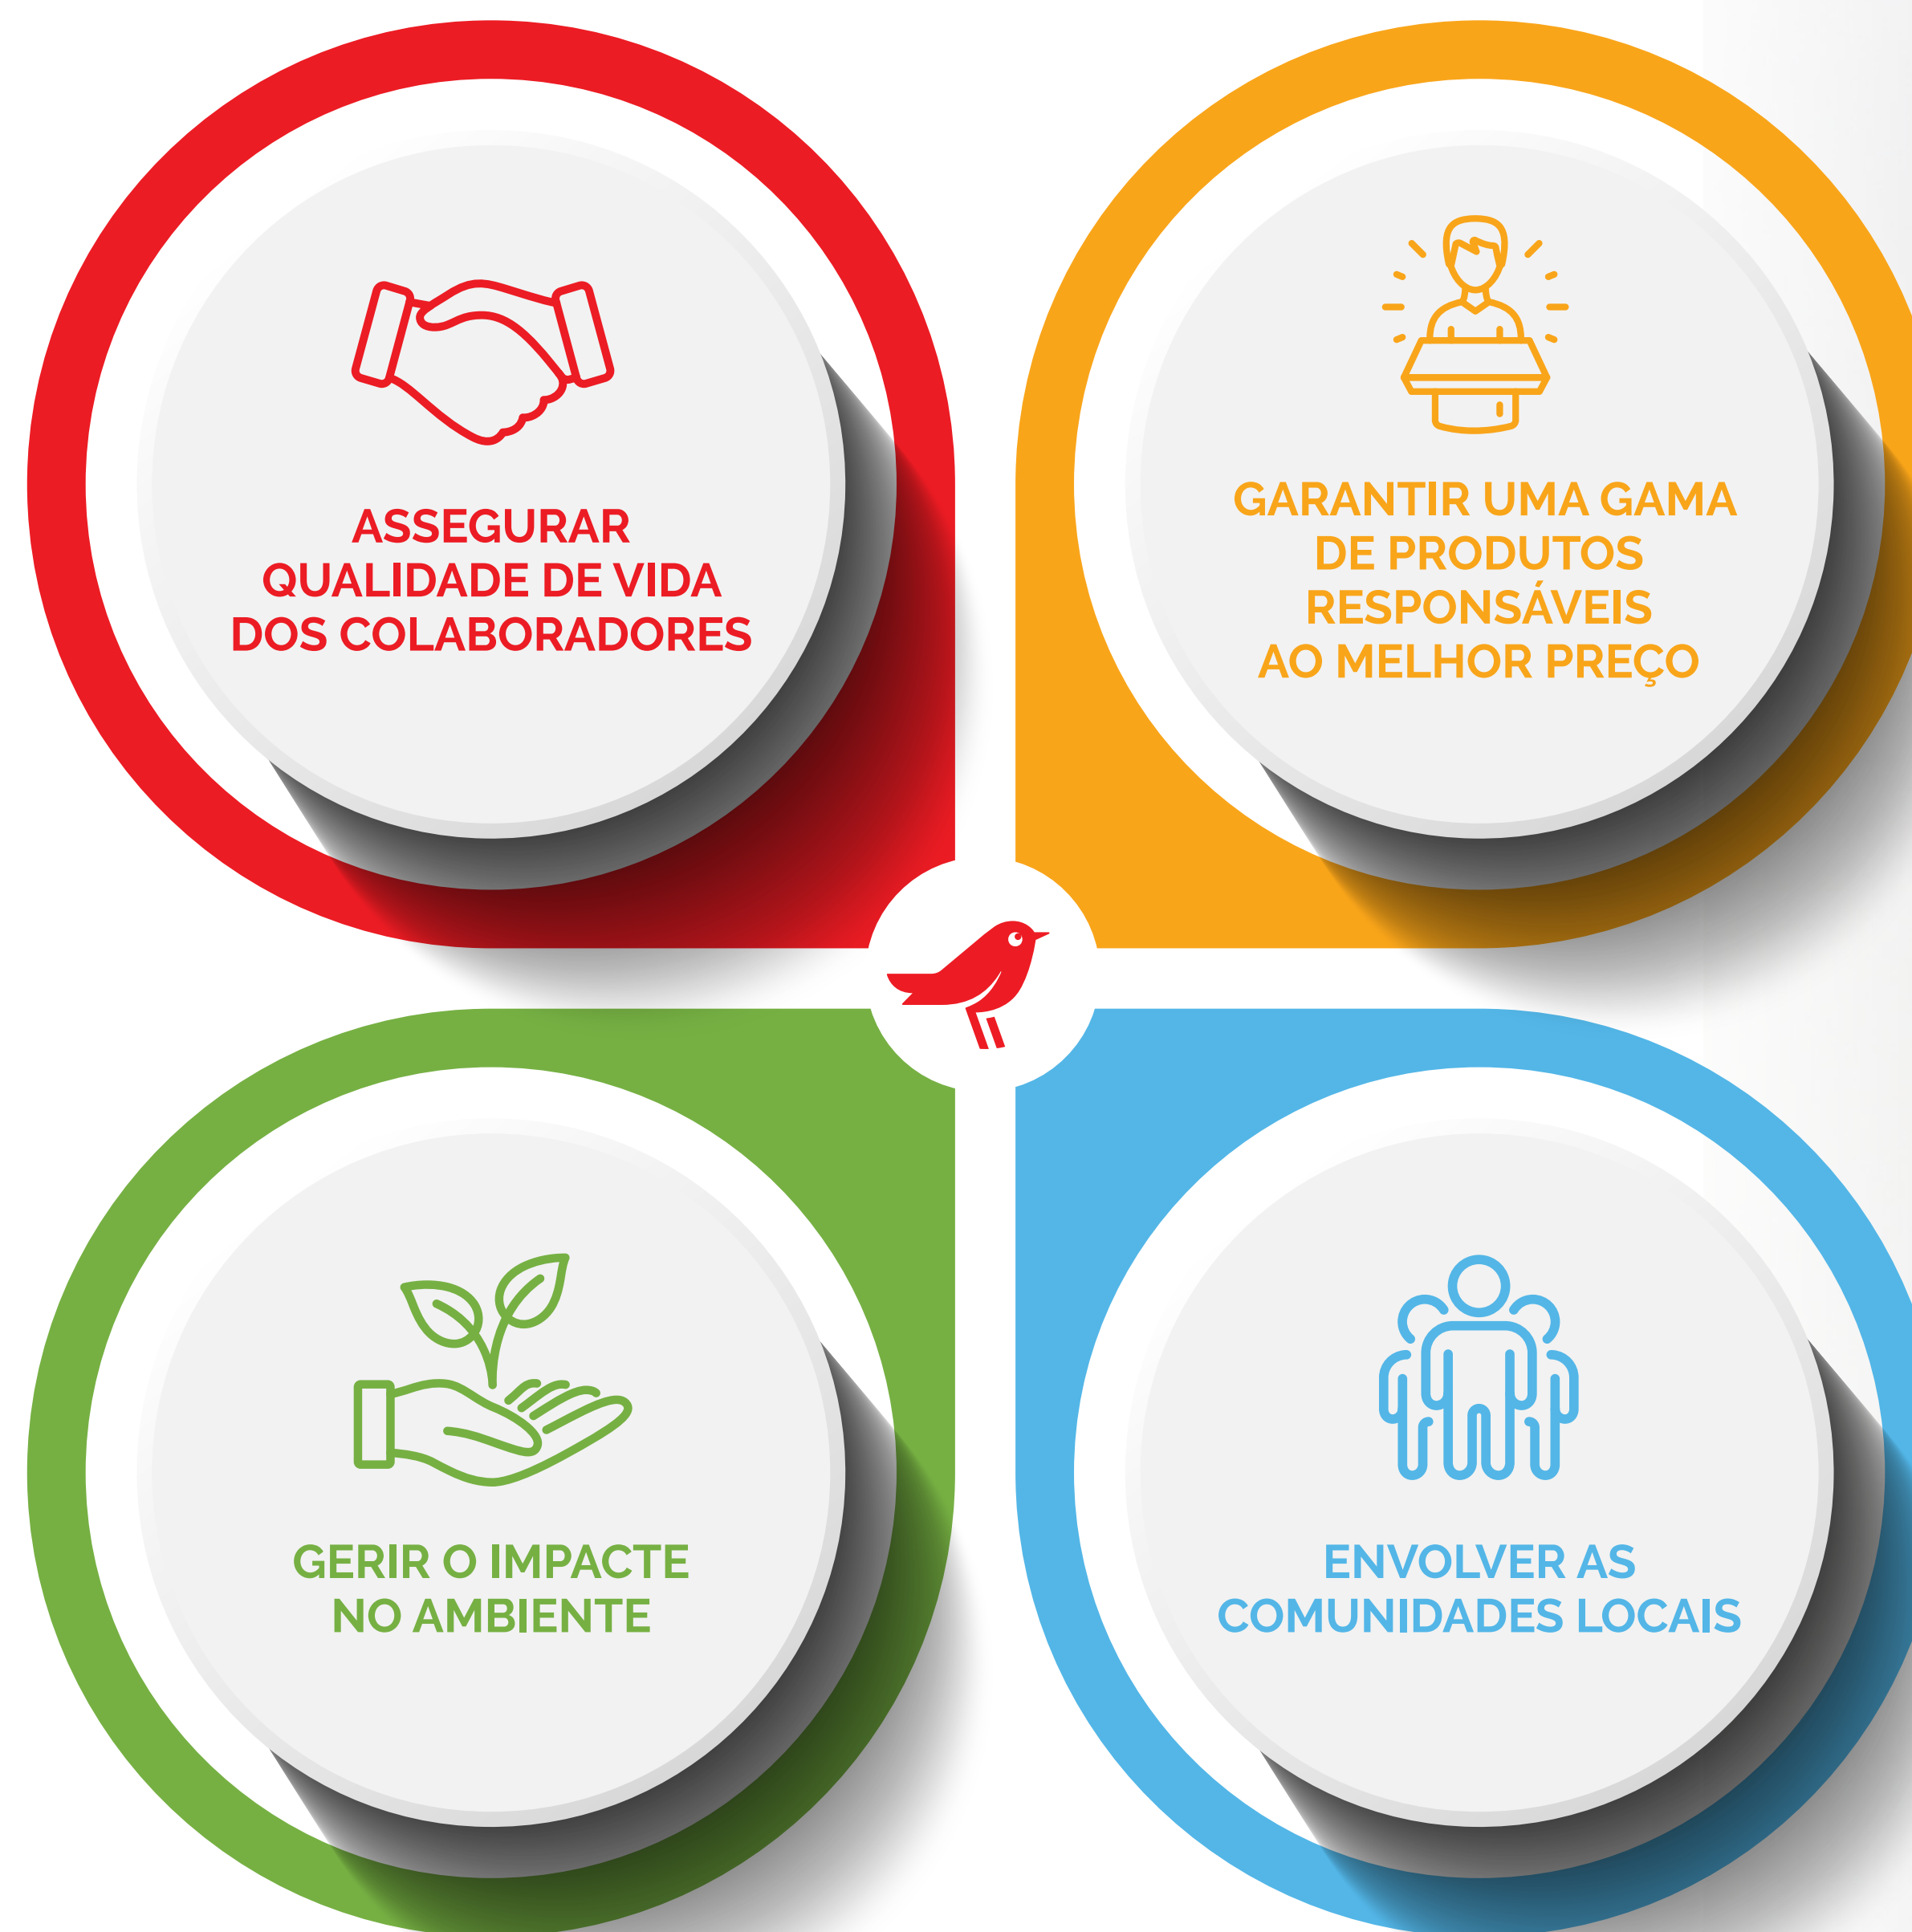 ASSEGURAR
QUALIDADE DE VIDA
DOS COLABORADORES
GARANTIR UMA GAMA
DE PRODUTOS
RESPONSÁVEIS
AO MELHOR PREÇO
GERIR O IMPACTE
NO AMBIENTE
ENVOLVER AS
COMUNIDADES LOCAIS